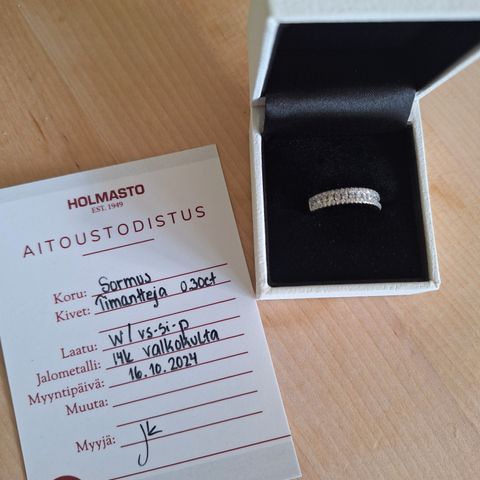 HOLMASTO
EST. 1949
AITOUSTODISTUS
Koru: Sormus
Kivet: Timantteja 0.30ct
Laatu: W/vs-si-p
Jalometalli: 14k valkokulta
Myyntipäivä: 16.10.2024
Muuta:
Myyjä: jk